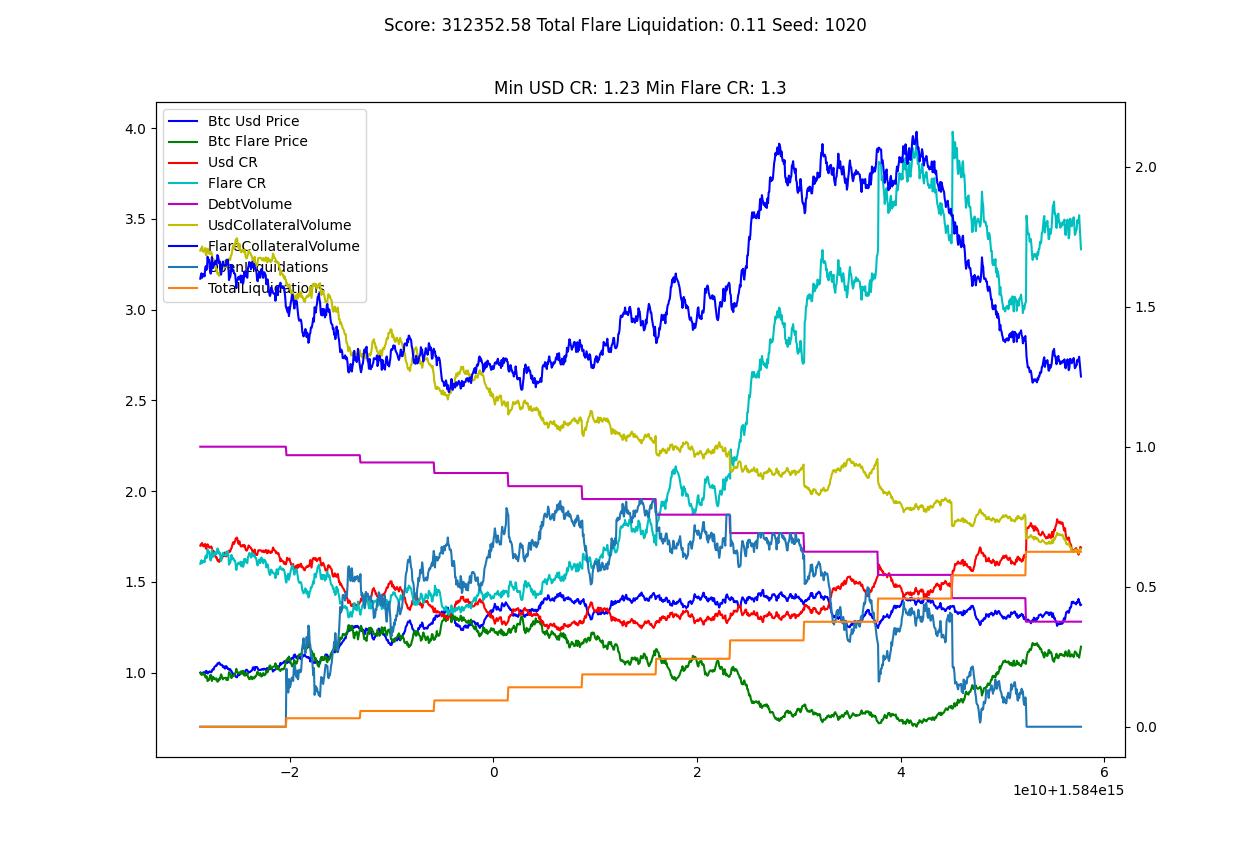 Score: 312352.58 Total Flare Liquidation: 0.11 Seed: 1020
Min USD CR: 1.23 Min Flare CR: 1.3
Btc Usd Price
Btc Flare Price
Usd CR
Flare CR
DebtVolume
UsdCollateralVolume
FlareCollateralVolume
OpenLiquidations
TotalLiquidations
4.0
3.5
3.0
2.5
2.0
1.5
1.0
2.0
1.5
1.0
0.5
0.0
−2
0
2
4
6
1e10+1.584e15